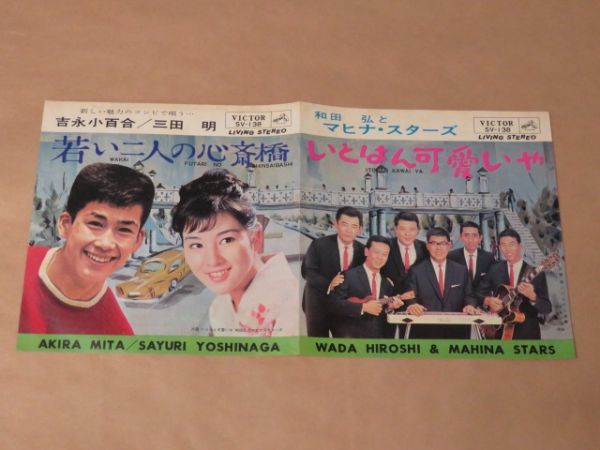 新しい魅力のコンビで唄う…
吉永小百合／三田 明
VICTOR
SV-138
LIVING STEREO
若い二人の心斎橋
WAKAI FUTARI NO SHINSAIBASHI
AKIRA MITA/SAYURI YOSHINAGA
和田 弘と
マヒナ・スターズ
VICTOR
SV-138
LIVING STEREO
いとはん可愛いや
ITOHAN KAWAI YA
WADA HIROSHI & MAHINA STARS